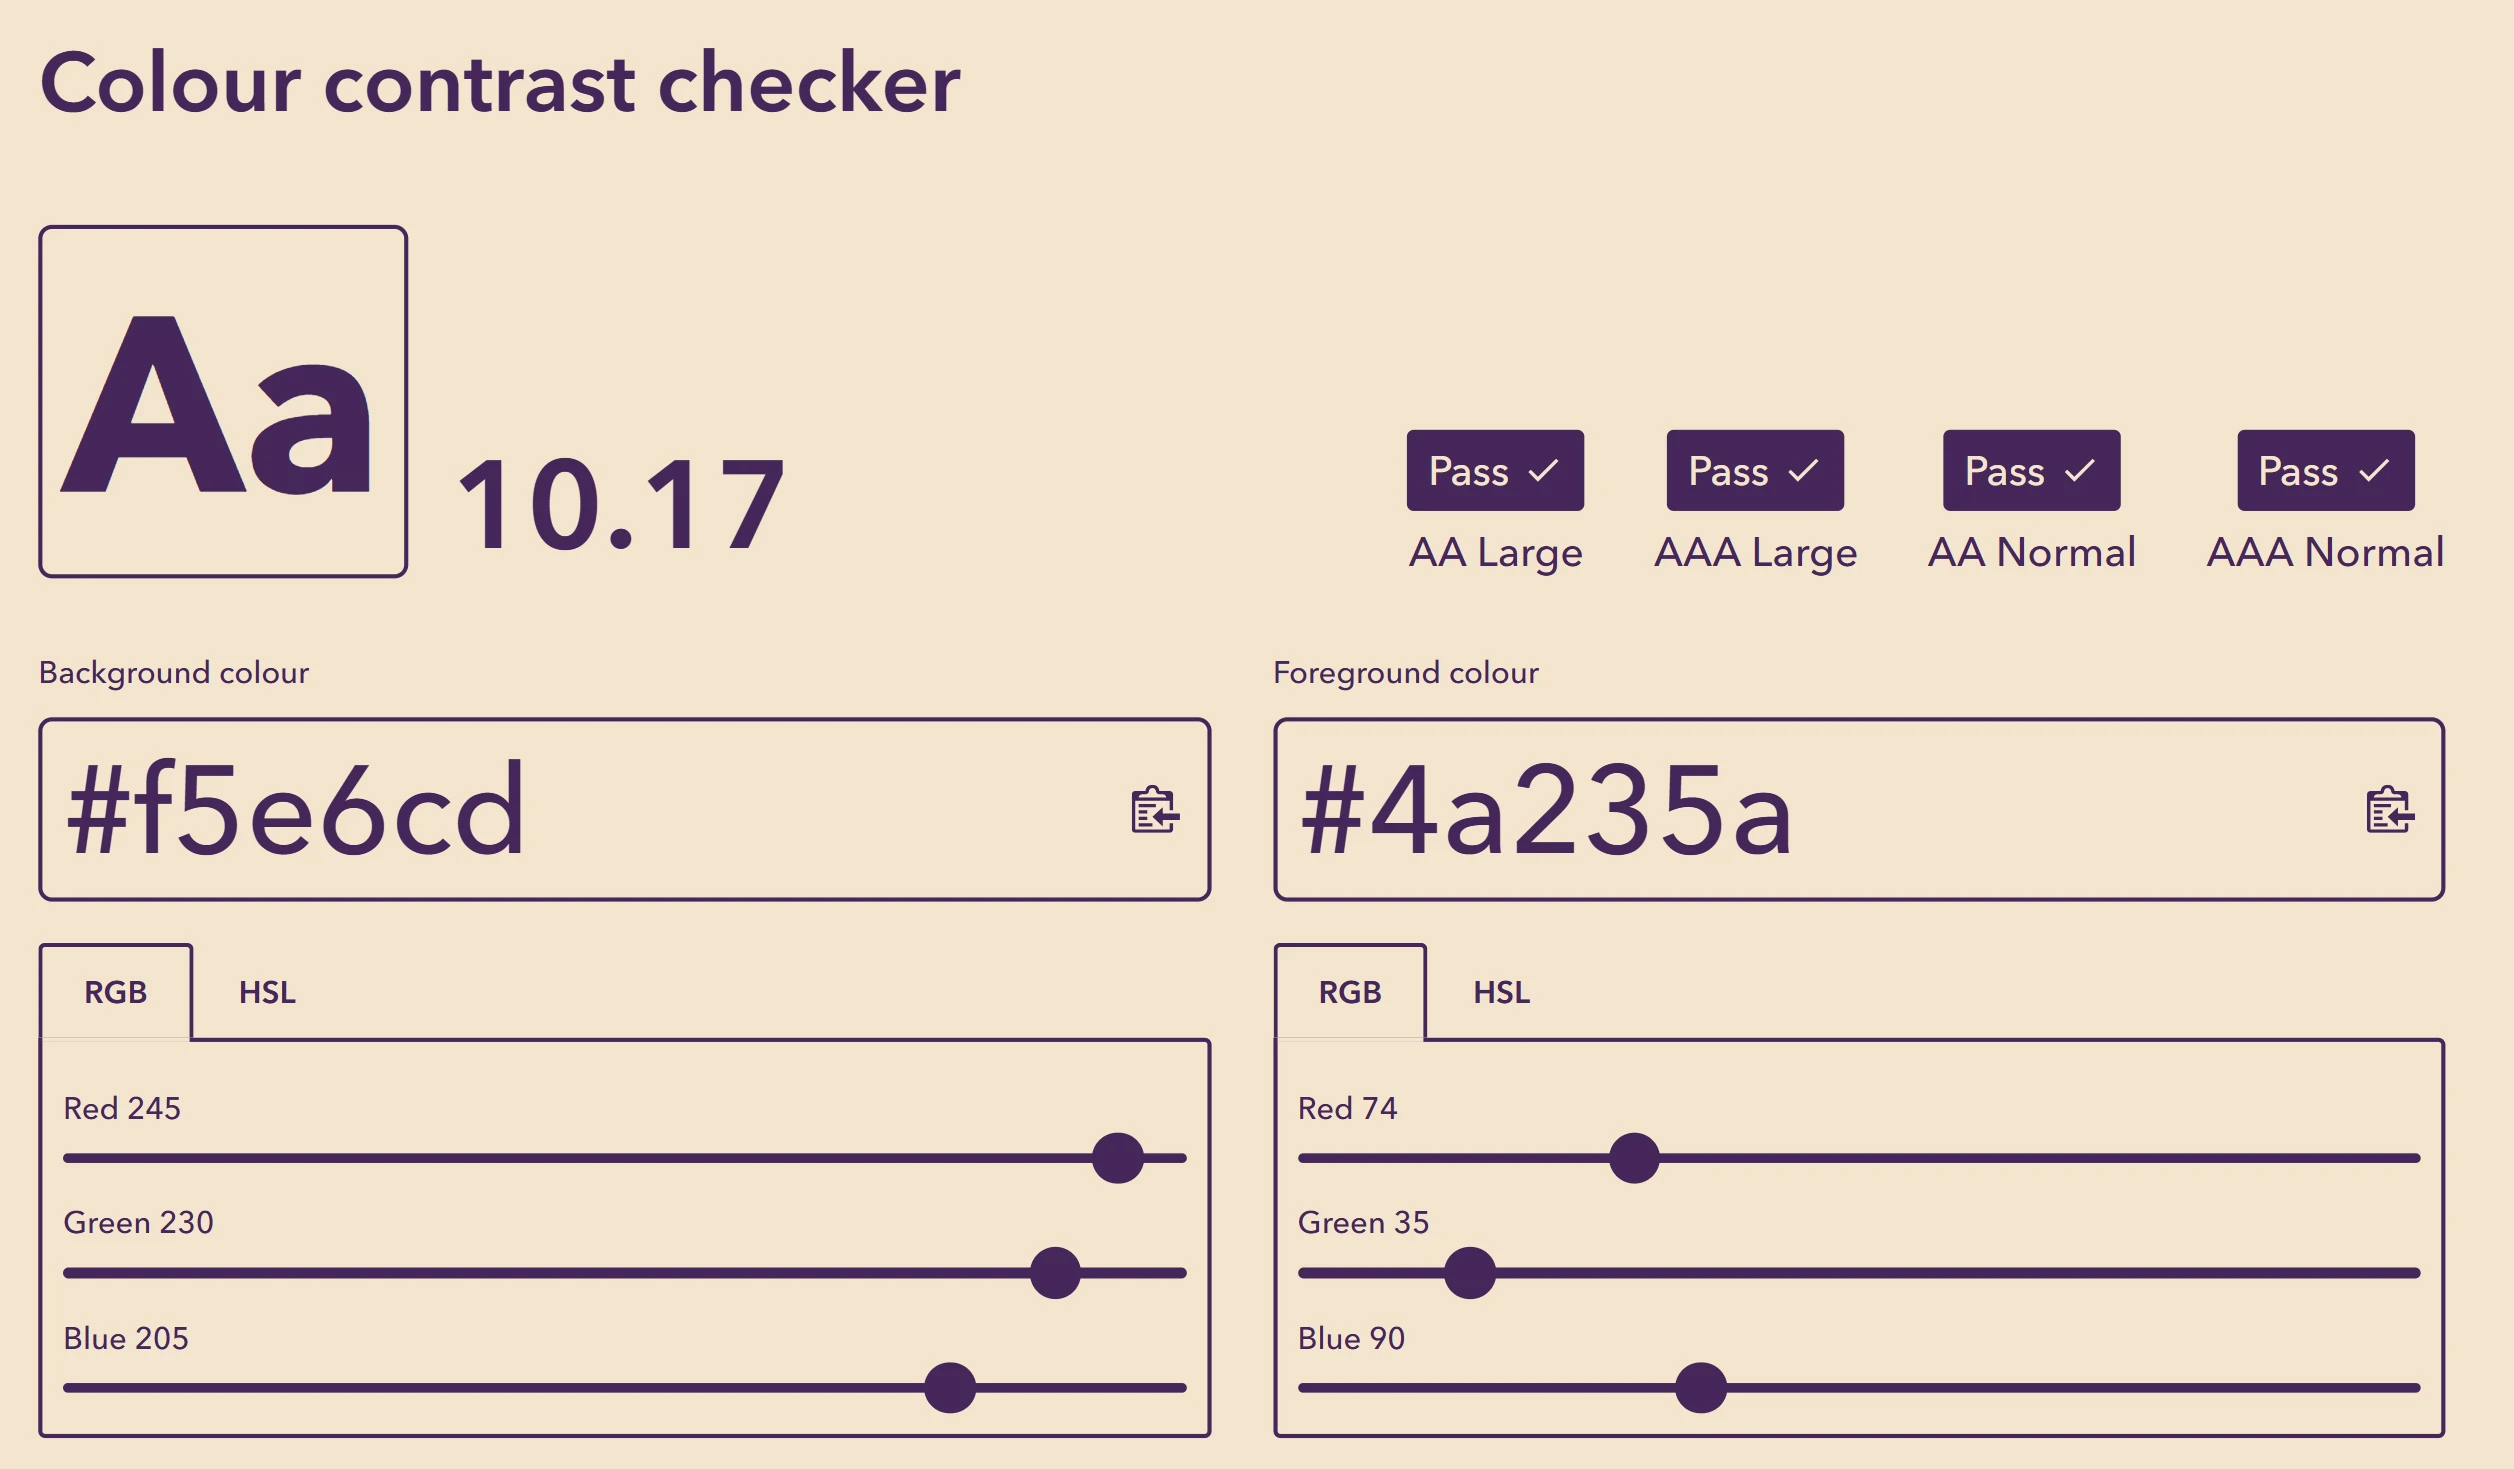 Colour contrast checker
Aa
10.17
Pass ✓ Pass ✓ Pass ✓ Pass ✓
AA Large AAA Large AA Normal AAA Normal
Background colour
#f5e6cd
RGB HSL
Red 245
Green 230
Blue 205
Foreground colour
#4a235a
RGB HSL
Red 74
Green 35
Blue 90